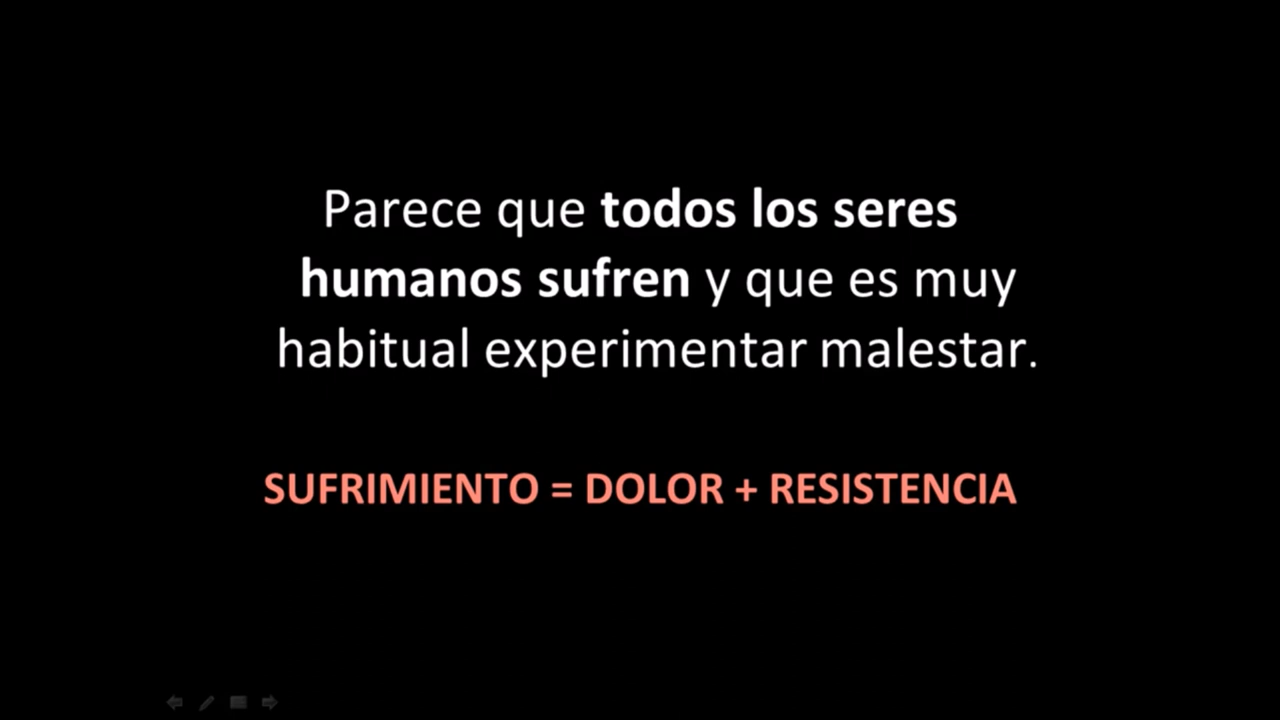 Parece que todos los seres
humanos sufren y que es muy
habitual experimentar malestar.
SUFRIMIENTO = DOLOR + RESISTENCIA